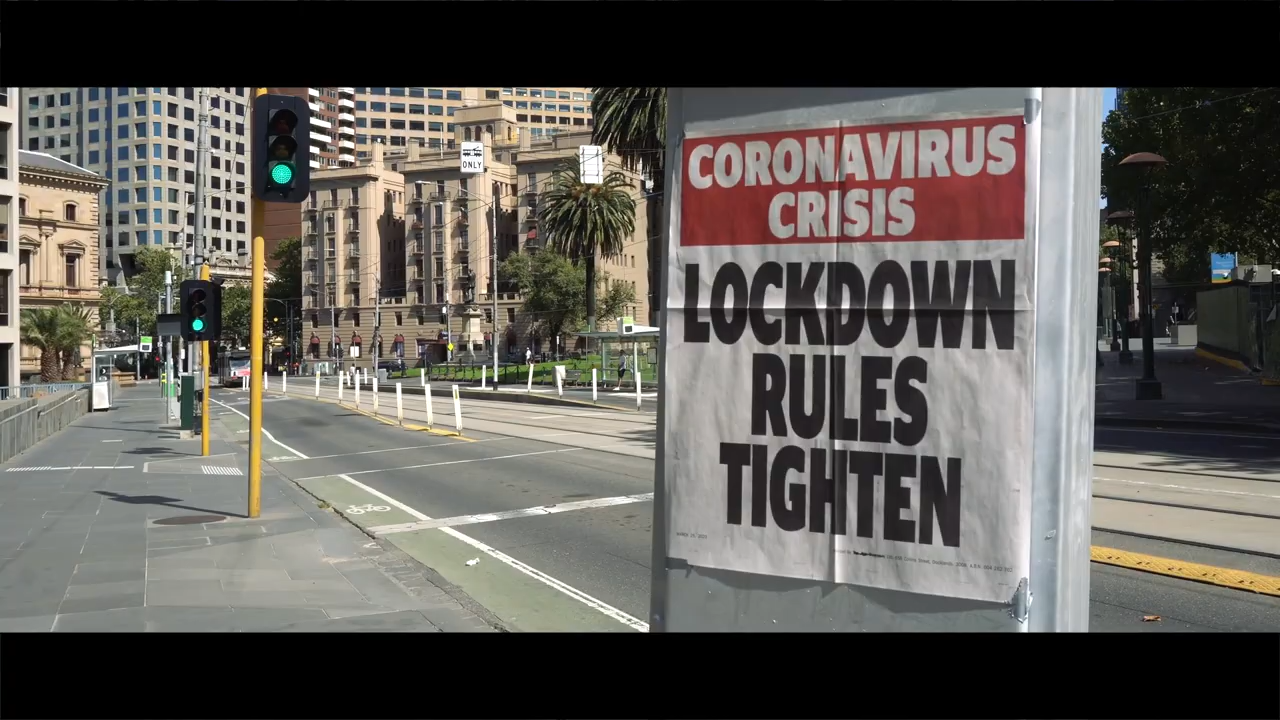 ONLY
CORONAVIRUS
CRISIS
LOCKDOWN
RULES
TIGHTEN